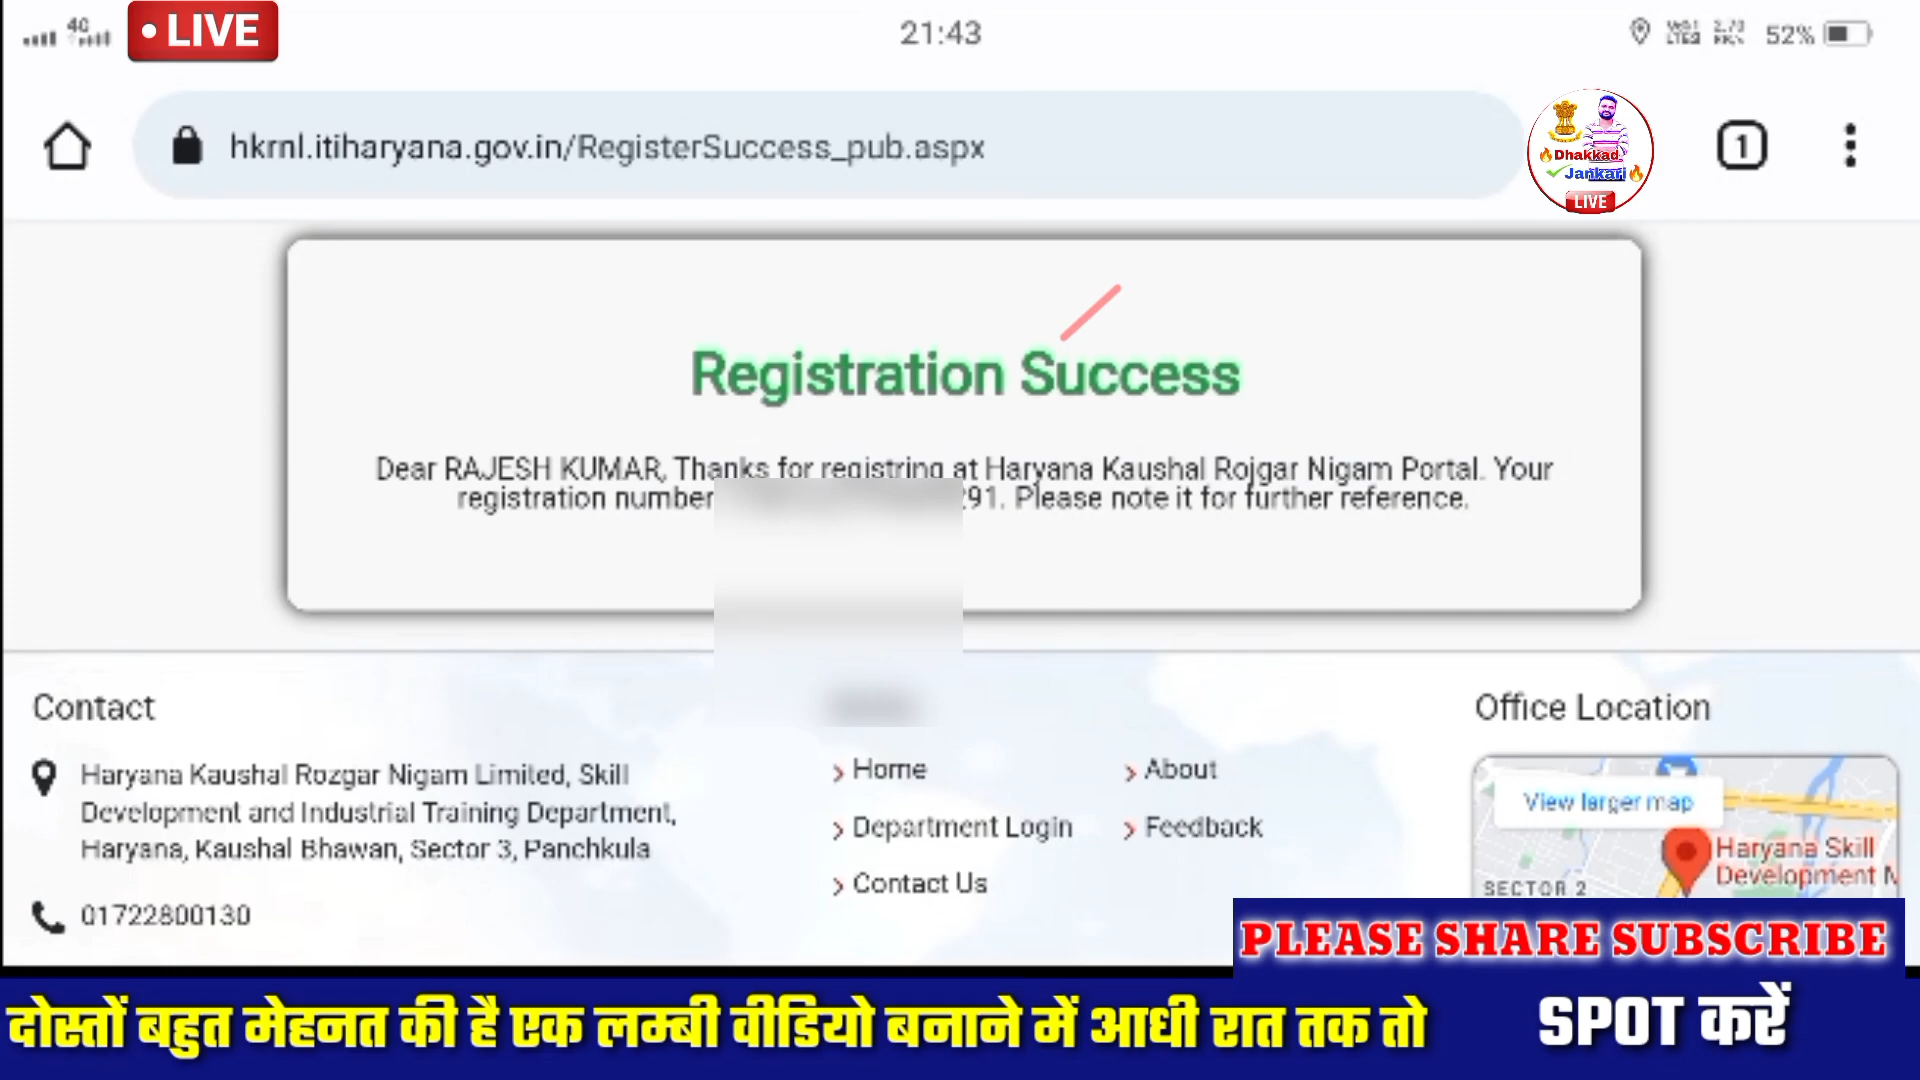 4G
LIVE
21:43
52%
hkrnl.itiharyana.gov.in/RegisterSuccess_pub.aspx
Dhakkad
Jankari
LIVE
1
Registration Success
Dear RAJESH KUMAR, Thanks for registring at Haryana Kaushal Rojgar Nigam Portal. Your
registration number 291. Please note it for further reference.
Contact
Office Location
Haryana Kaushal Rozgar Nigam Limited, Skill
Development and Industrial Training Department,
Haryana, Kaushal Bhawan, Sector 3, Panchkula
01722800130
Home
About
Department Login
Feedback
Contact Us
View larger map
Haryana Skill
Development
SECTOR 2
PLEASE SHARE SUBSCRIBE
दोस्तों बहुत मेहनत की है एक लम्बी वीडियो बनाने में आधी रात तक तो
SPOT करें